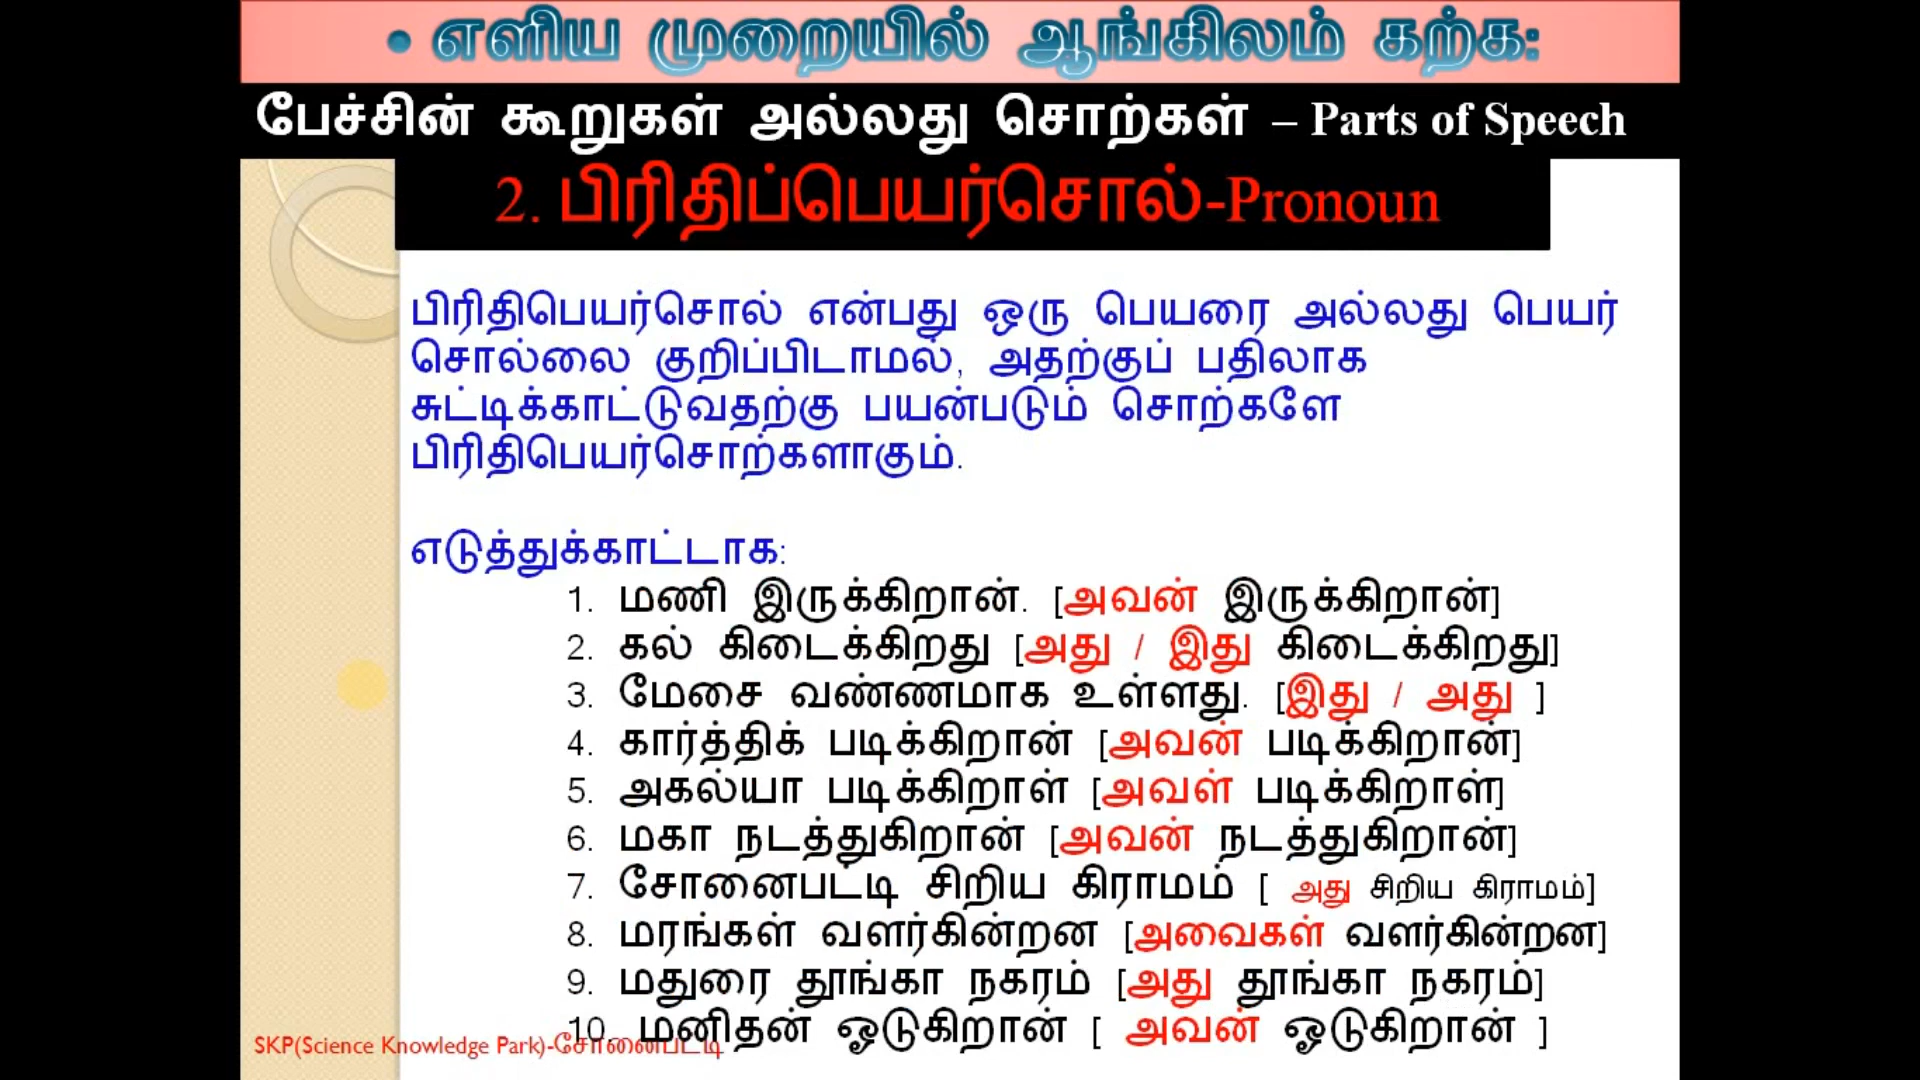 • எளிய முறையில் ஆங்கிலம் கற்க:
பேச்சின் கூறுகள் அல்லது சொற்கள் – Parts of Speech
2. பிரிதிப்பெயர்சொல்-Pronoun
பிரிதிபெயர்சொல் என்பது ஒரு பெயரை அல்லது பெயர்
சொல்லை குறிப்பிடாமல், அதற்குப் பதிலாக
சுட்டிக்காட்டுவதற்கு பயன்படும் சொற்களே
பிரிதிபெயர்சொற்களாகும்.
எடுத்துக்காட்டாக:
1. மணி இருக்கிறான். [அவன் இருக்கிறான்]
2. கல் கிடைக்கிறது [அது / இது கிடைக்கிறது]
3. மேசை வண்ணமாக உள்ளது. [இது / அது ]
4. கார்த்திக் படிக்கிறான் [அவன் படிக்கிறான்]
5. அகல்யா படிக்கிறாள் [அவள் படிக்கிறாள்]
6. மகா நடத்துகிறான் [அவன் நடத்துகிறான்]
7. சோனைபட்டி சிறிய கிராமம் [ அது சிறிய கிராமம்]
8. மரங்கள் வளர்கின்றன [அவைகள் வளர்கின்றன]
9. மதுரை தூங்கா நகரம் [அது தூங்கா நகரம்]
10. மனிதன் ஓடுகிறான் [ அவன் ஓடுகிறான் ]
SKP(Science Knowledge Park)-சோனைபட்டி